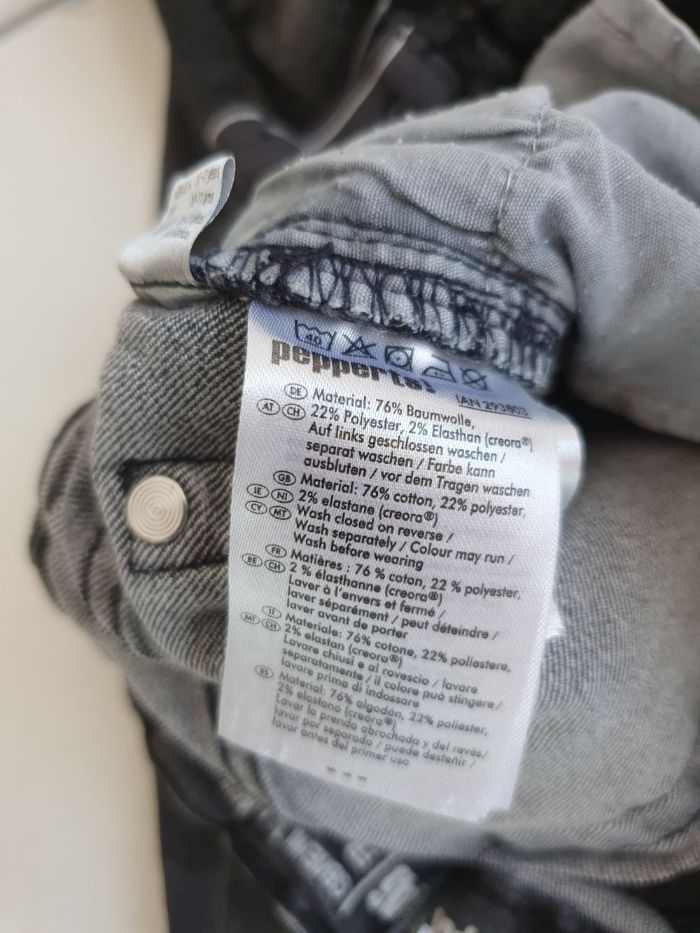 40
pepperts!
IAN 293803
DE Material: 76% Baumwolle,
AT CH 22% Polyester, 2% Elasthan (creora®)
Auf links geschlossen waschen /
separat waschen / Farbe kann
ausbluten / vor dem Tragen waschen
GB Material: 76% cotton, 22% polyester,
IE NI 2% elastane (creora®)
CY MT Wash closed on reverse /
Wash separately / Colour may run /
Wash before wearing
FR Matières : 76 % coton, 22 % polyester,
BE CH 2 % élasthanne (creora®)
Laver à l'envers et fermé /
laver séparément / peut déteindre /
laver avant de porter
IT Materiale: 76% cotone, 22% poliestere,
MT CH 2% elastan (creora®)
Lavare chiusi e al rovescio / lavare
separatamente / il colore può stingere /
lavare prima di indossare
ES Material: 76% algodón, 22% poliéster,
2% elastano (creora®)
Lavar la prenda abrochada y del revés/
lavar por separado / puede desteñir /
lavar antes del primer uso